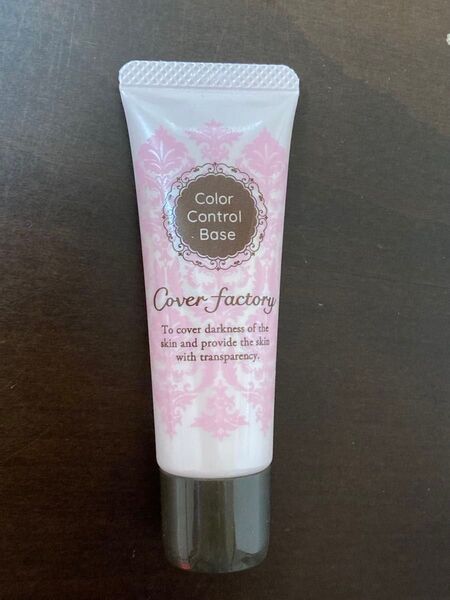 Color
Control
Base
Cover factory
To cover darkness of the
skin and provide the skin
with transparency.